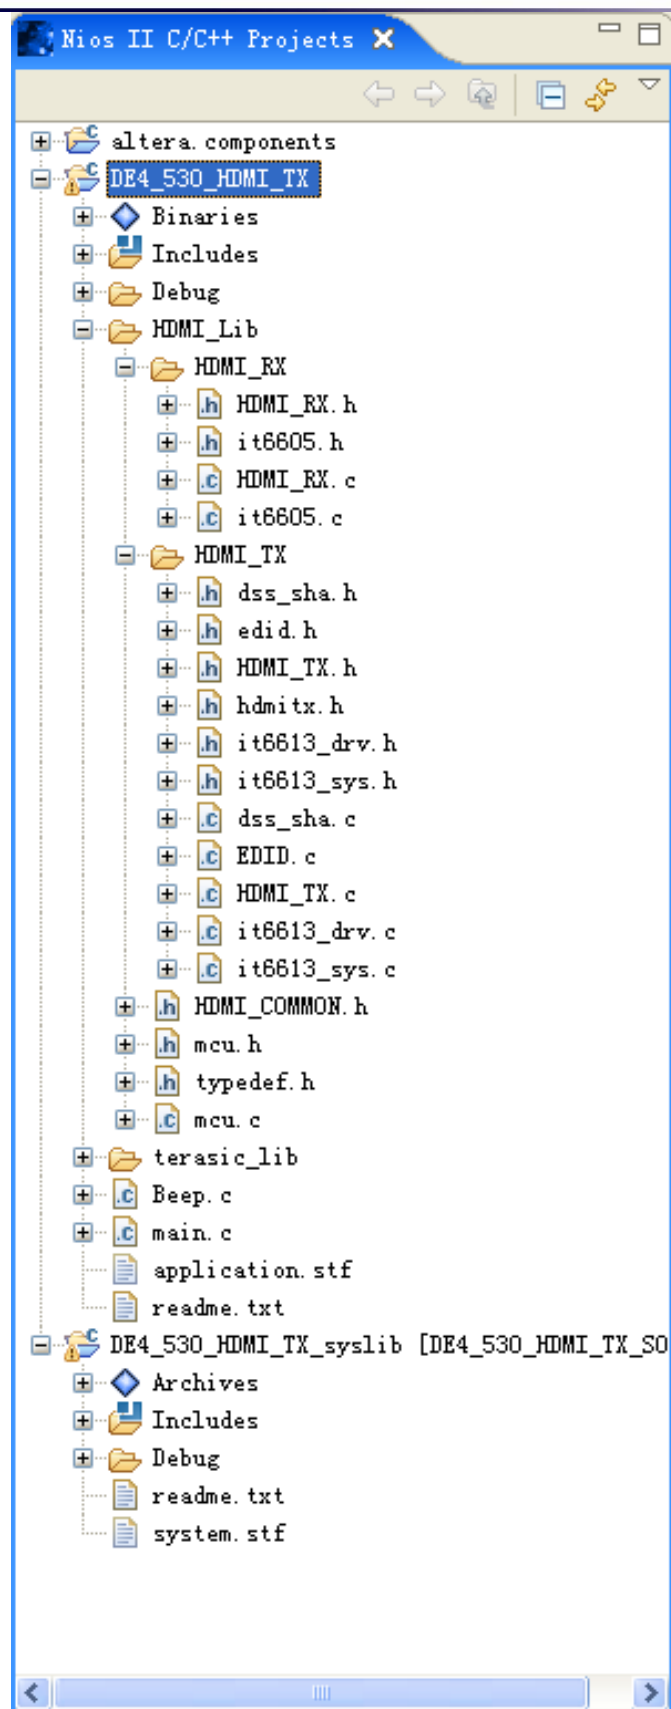 Nios II C/C++ Projects
altera.components
DE4_530_HDMI_TX
Binaries
Includes
Debug
HDMI_Lib
HDMI_RX
HDMI_RX.h
it6605.h
HDMI_RX.c
it6605.c
HDMI_TX
dss_sha.h
edid.h
HDMI_TX.h
hdmitx.h
it6613_drv.h
it6613_sys.h
dss_sha.c
EDID.c
HDMI_TX.c
it6613_drv.c
it6613_sys.c
HDMI_COMMON.h
mcu.h
typedef.h
mcu.c
terasic_lib
Beep.c
main.c
application.stf
readme.txt
DE4_530_HDMI_TX_syslib [DE4_530_HDMI_TX_SO
Archives
Includes
Debug
readme.txt
system.stf